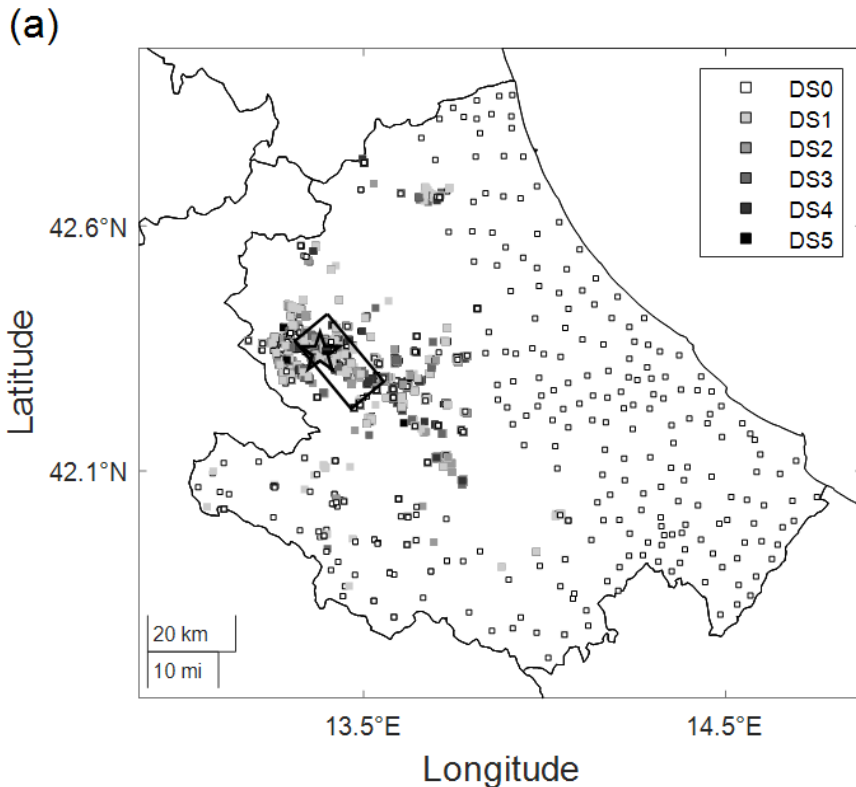 (a)
DS0
DS1
DS2
DS3
DS4
DS5
42.6°N
42.1°N
Latitude
20 km
10 mi
13.5°E
14.5°E
Longitude